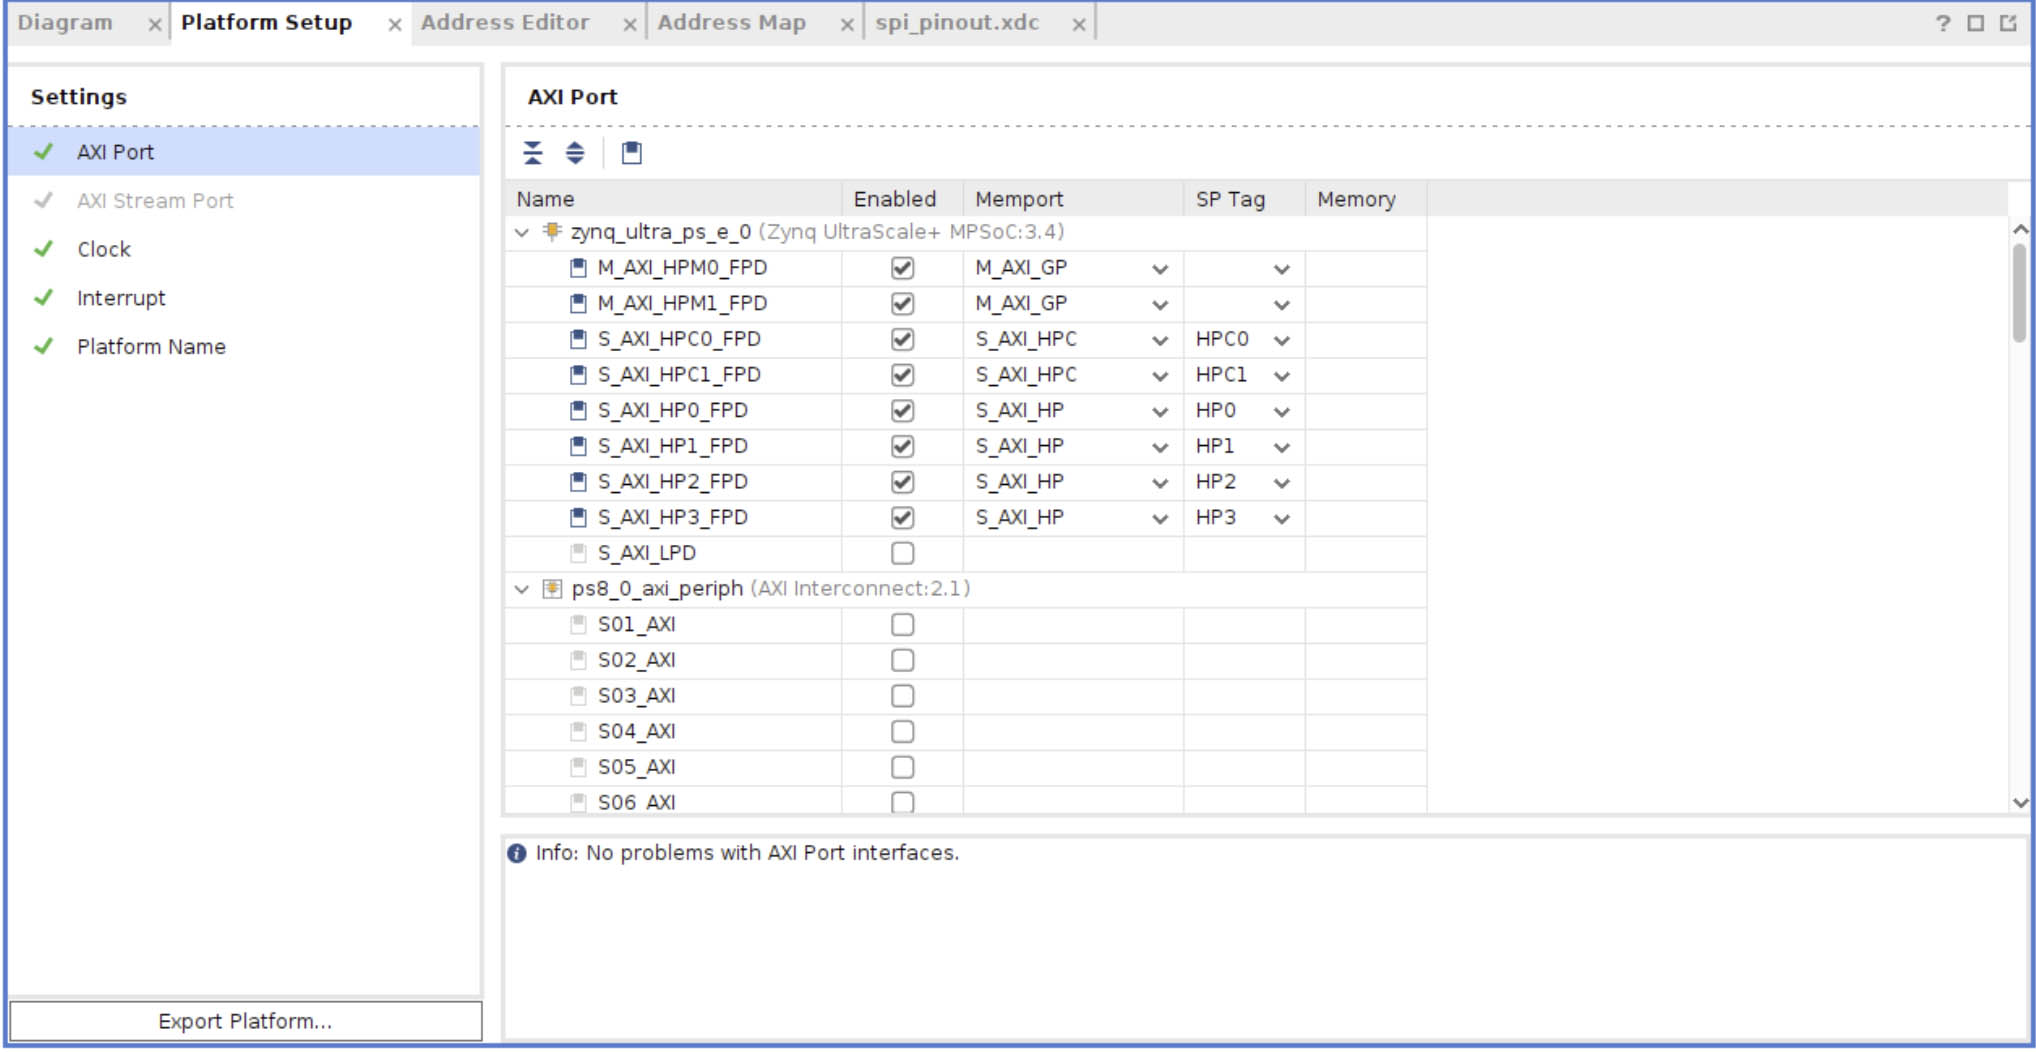 Diagram × Platform Setup × Address Editor × Address Map × spi_pinout.xdc × ?
Settings
AXI Port
AXI Stream Port
Clock
Interrupt
Platform Name
Export Platform...
AXI Port
Name Enabled Memport SP Tag Memory
zynq_ultra_ps_e_0 (Zynq UltraScale+ MPSoC:3.4)
M_AXI_HPM0_FPD M_AXI_GP
M_AXI_HPM1_FPD M_AXI_GP
S_AXI_HPC0_FPD S_AXI_HPC HPC0
S_AXI_HPC1_FPD S_AXI_HPC HPC1
S_AXI_HP0_FPD S_AXI_HP HP0
S_AXI_HP1_FPD S_AXI_HP HP1
S_AXI_HP2_FPD S_AXI_HP HP2
S_AXI_HP3_FPD S_AXI_HP HP3
S_AXI_LPD
ps8_0_axi_periph (AXI Interconnect:2.1)
S01_AXI
S02_AXI
S03_AXI
S04_AXI
S05_AXI
S06_AXI
Info: No problems with AXI Port interfaces.